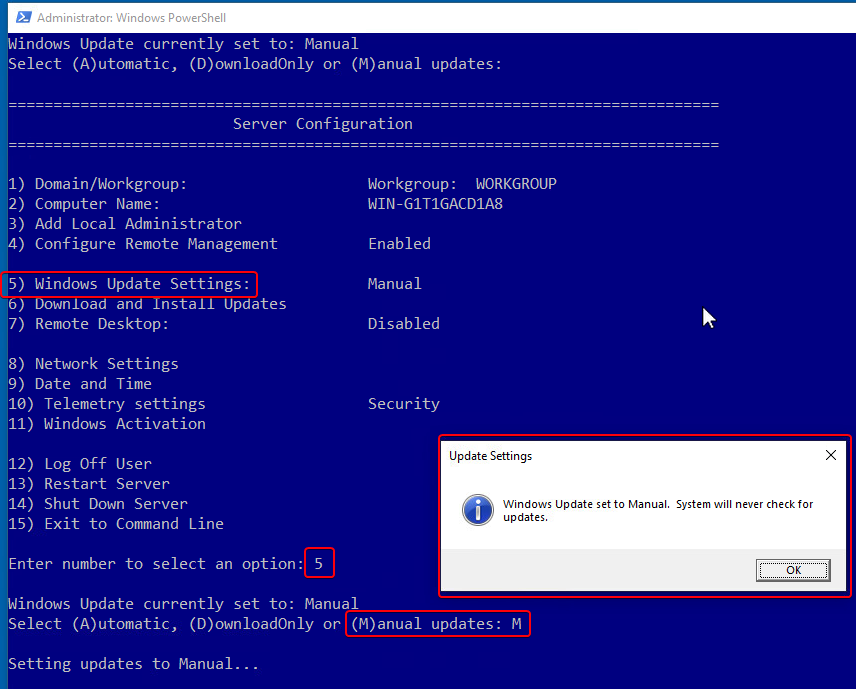 Administrator: Windows PowerShell
Windows Update currently set to: Manual
Select (A)utomatic, (D)ownloadOnly or (M)anual updates:
===============================================================================
Server Configuration
===============================================================================
1) Domain/Workgroup: Workgroup: WORKGROUP
2) Computer Name: WIN-G1T1GACD1A8
3) Add Local Administrator
4) Configure Remote Management Enabled
5) Windows Update Settings: Manual
6) Download and Install Updates
7) Remote Desktop: Disabled
8) Network Settings
9) Date and Time
10) Telemetry settings Security
11) Windows Activation
12) Log Off User
13) Restart Server
14) Shut Down Server
15) Exit to Command Line
Enter number to select an option: 5
Windows Update currently set to: Manual
Select (A)utomatic, (D)ownloadOnly or (M)anual updates: M
Setting updates to Manual...
Update Settings
Windows Update set to Manual. System will never check for
updates.
OK